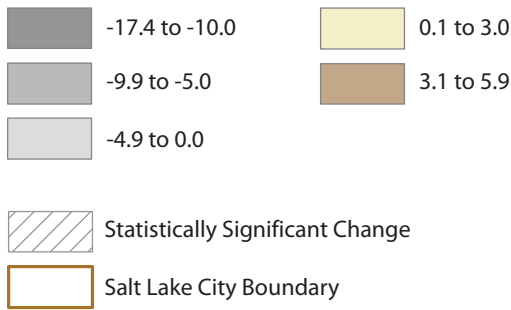 -17.4 to -10.0
-9.9 to -5.0
-4.9 to 0.0
0.1 to 3.0
3.1 to 5.9
Statistically Significant Change
Salt Lake City Boundary